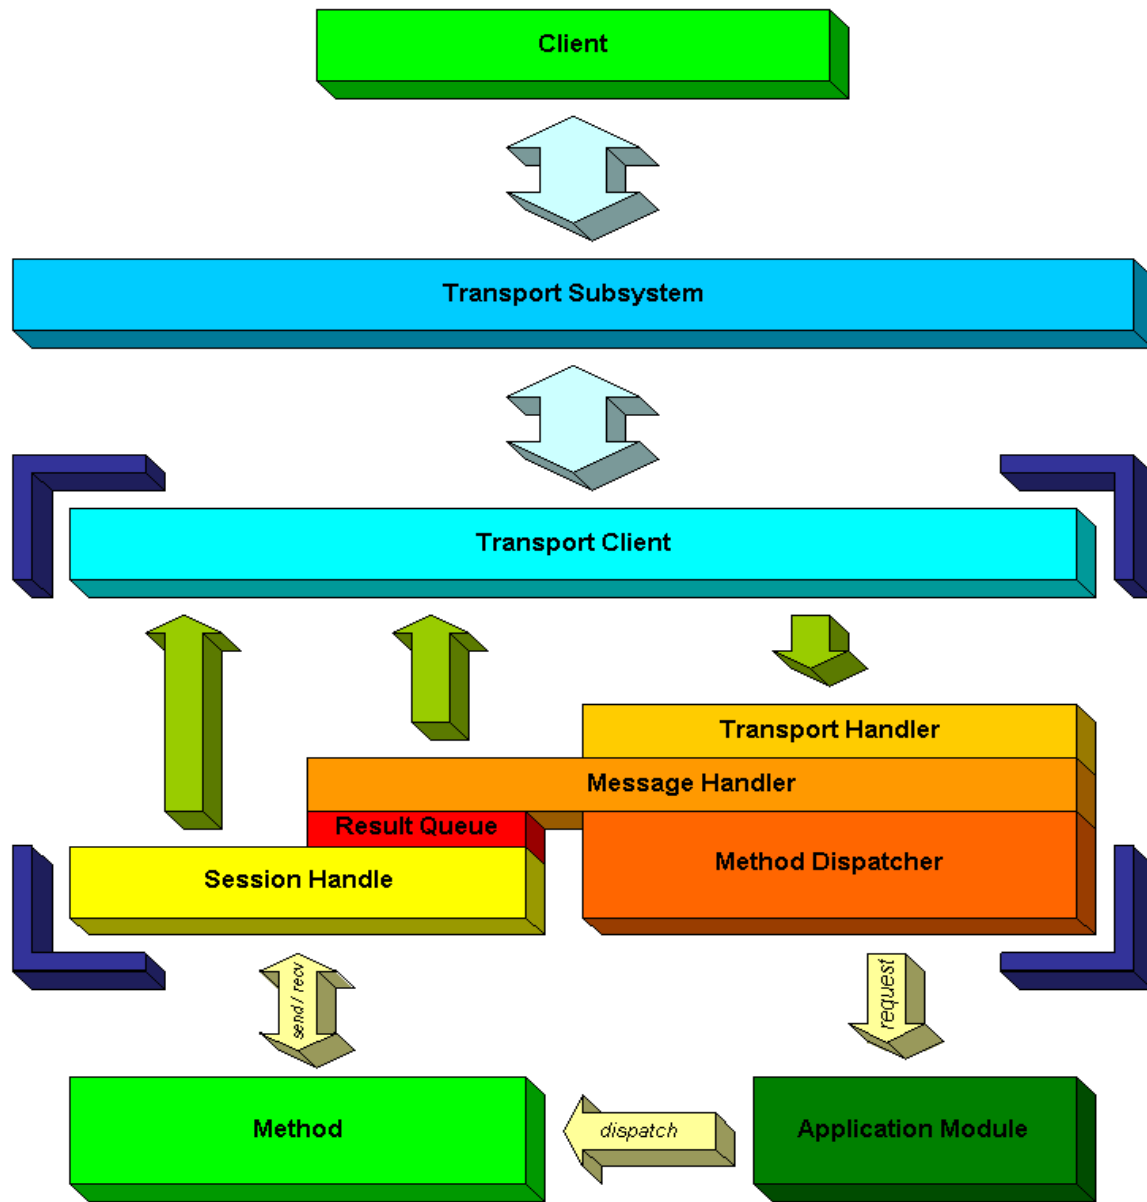 Client
Transport Subsystem
Transport Client
Transport Handler
Message Handler
Result Queue
Method Dispatcher
Session Handle
send / recv
request
Method
dispatch
Application Module